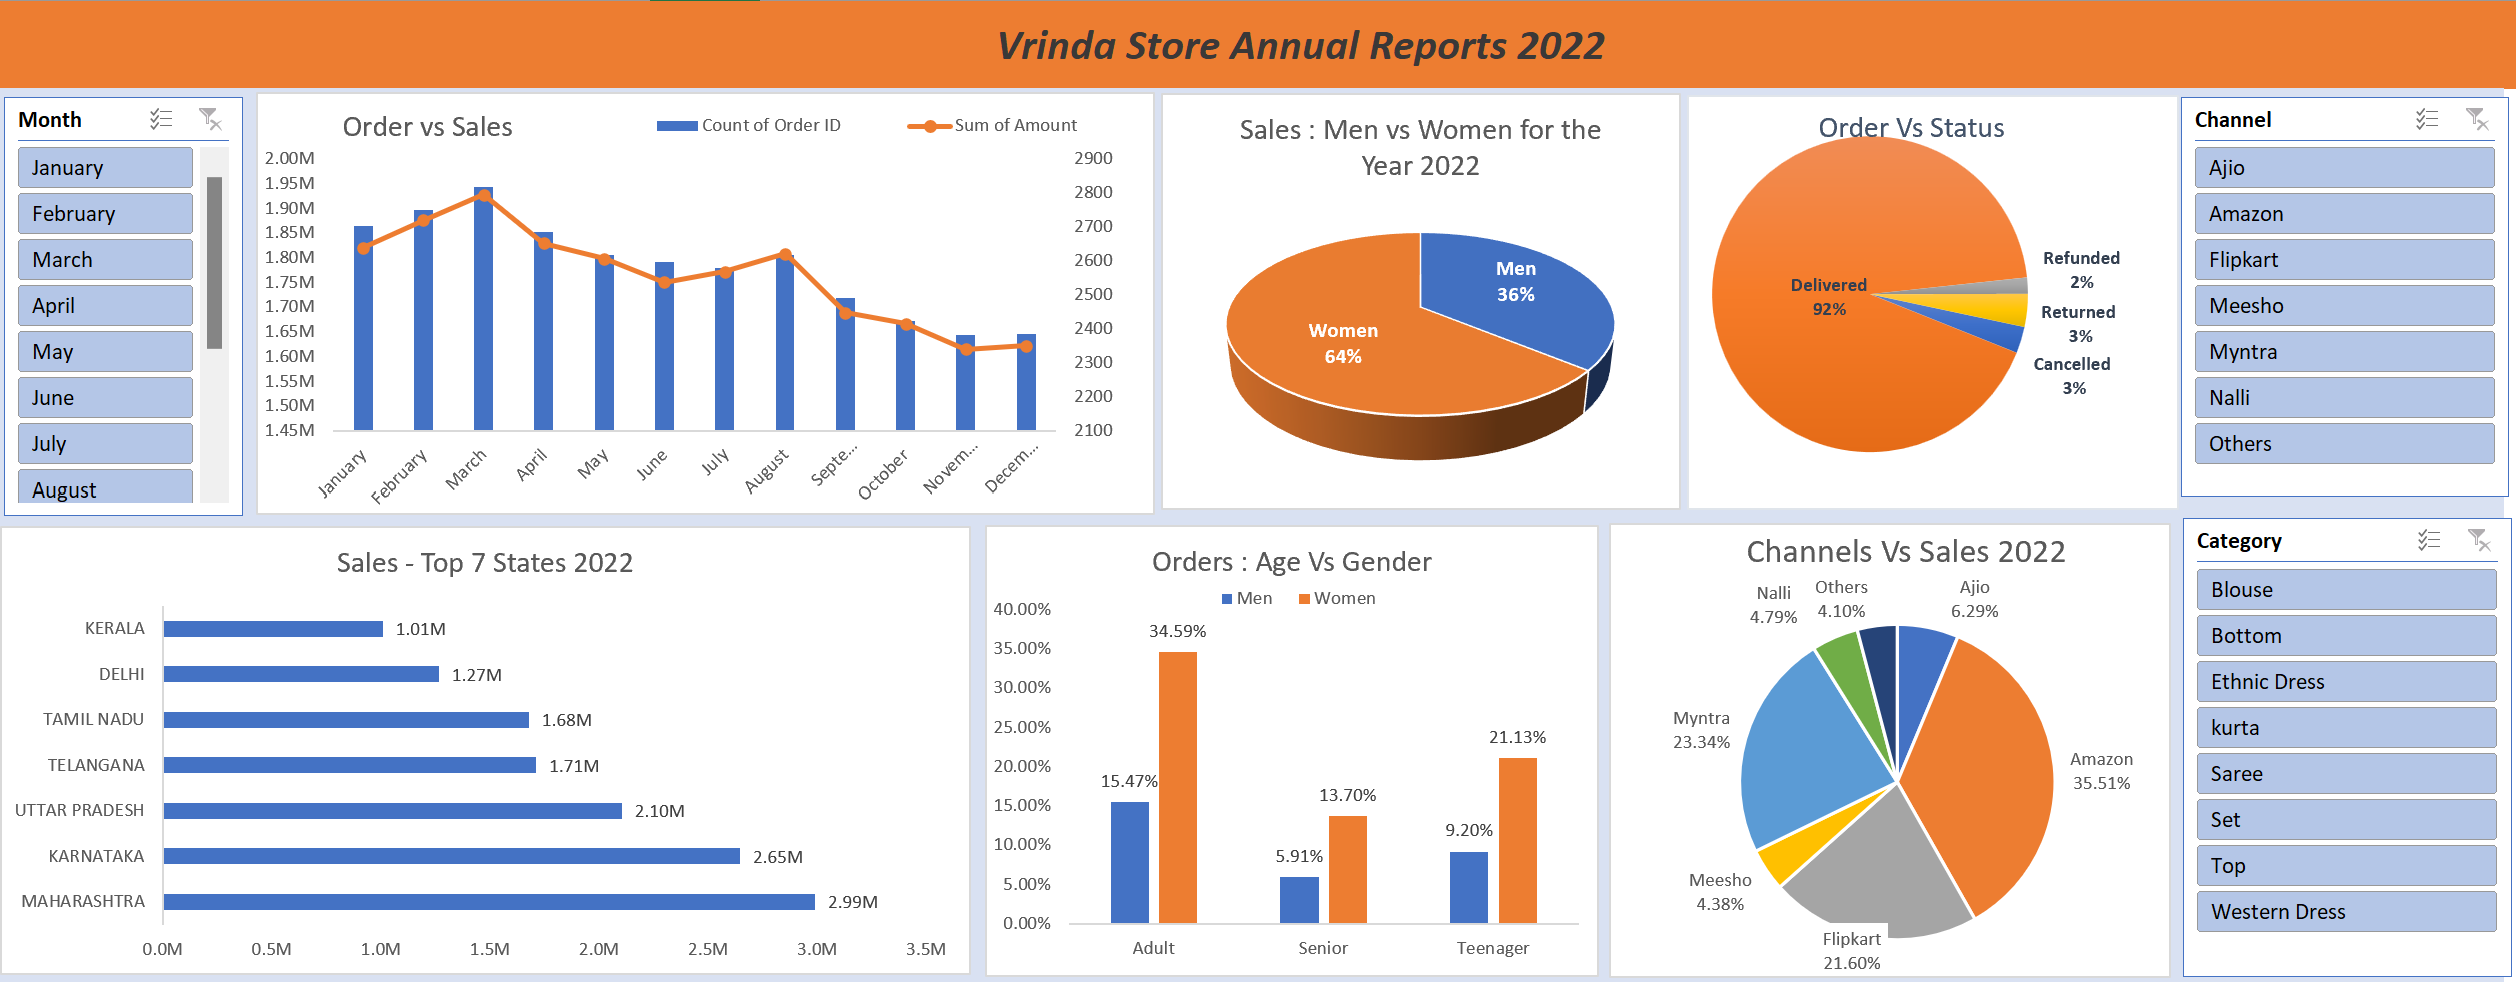 Vrinda Store Annual Reports 2022
Month
January
February
March
April
May
June
July
August
Order vs Sales
Count of Order ID
Sum of Amount
2.00M
1.95M
1.90M
1.85M
1.80M
1.75M
1.70M
1.65M
1.60M
1.55M
1.50M
1.45M
2900
2800
2700
2600
2500
2400
2300
2200
2100
January
February
March
April
May
June
July
August
Septe...
October
Novem...
Decem...
Sales : Men vs Women for the
Year 2022
Men
36%
Women
64%
Order Vs Status
Delivered
92%
Refunded
2%
Returned
3%
Cancelled
3%
Channel
Ajio
Amazon
Flipkart
Meesho
Myntra
Nalli
Others
Sales - Top 7 States 2022
KERALA
1.01M
DELHI
1.27M
TAMIL NADU
1.68M
TELANGANA
1.71M
UTTAR PRADESH
2.10M
KARNATAKA
2.65M
MAHARASHTRA
2.99M
0.0M
0.5M
1.0M
1.5M
2.0M
2.5M
3.0M
3.5M
Orders : Age Vs Gender
Men
Women
40.00%
35.00%
30.00%
25.00%
20.00%
15.00%
10.00%
5.00%
0.00%
15.47%
34.59%
5.91%
13.70%
9.20%
21.13%
Adult
Senior
Teenager
Channels Vs Sales 2022
Nalli
4.79%
Others
4.10%
Ajio
6.29%
Myntra
23.34%
Amazon
35.51%
Meesho
4.38%
Flipkart
21.60%
Category
Blouse
Bottom
Ethnic Dress
kurta
Saree
Set
Top
Western Dress